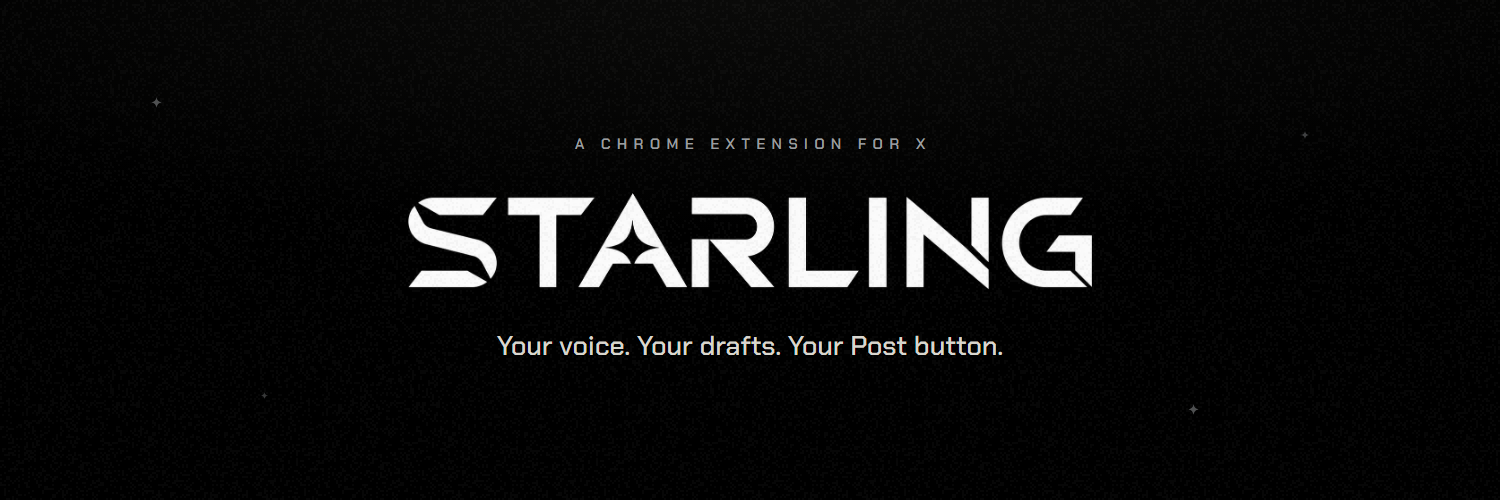 A CHROME EXTENSION FOR X
STARLING
Your voice. Your drafts. Your Post button.